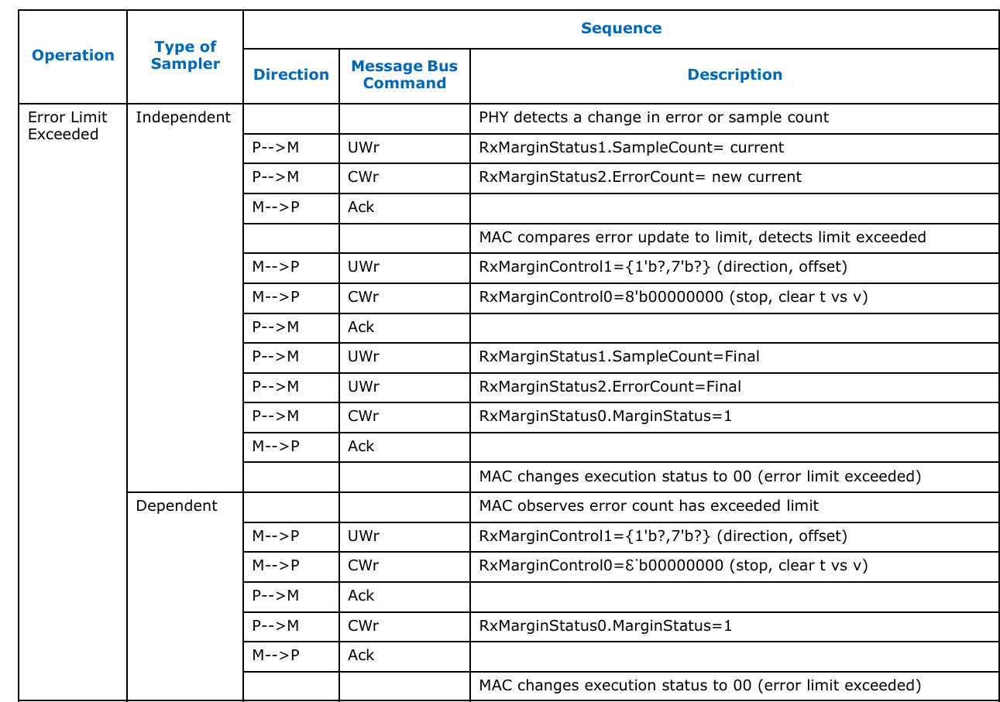 Sequence
Operation
Type of
Sampler
Direction
Message Bus
Command
Description
Error Limit
Exceeded
Independent
PHY detects a change in error or sample count
P-->M UWr RxMarginStatus1.SampleCount= current
P-->M CWr RxMarginStatus2.ErrorCount= new current
M-->P Ack
MAC compares error update to limit, detects limit exceeded
M-->P UWr RxMarginControl1={1'b?,7'b?} (direction, offset)
M-->P CWr RxMarginControl0=8'b00000000 (stop, clear t vs v)
P-->M Ack
P-->M UWr RxMarginStatus1.SampleCount=Final
P-->M UWr RxMarginStatus2.ErrorCount=Final
P-->M CWr RxMarginStatus0.MarginStatus=1
M-->P Ack
MAC changes execution status to 00 (error limit exceeded)
Dependent
MAC observes error count has exceeded limit
M-->P UWr RxMarginControl1={1'b?,7'b?} (direction, offset)
M-->P CWr RxMarginControl0=8'b00000000 (stop, clear t vs v)
P-->M Ack
P-->M CWr RxMarginStatus0.MarginStatus=1
M-->P Ack
MAC changes execution status to 00 (error limit exceeded)